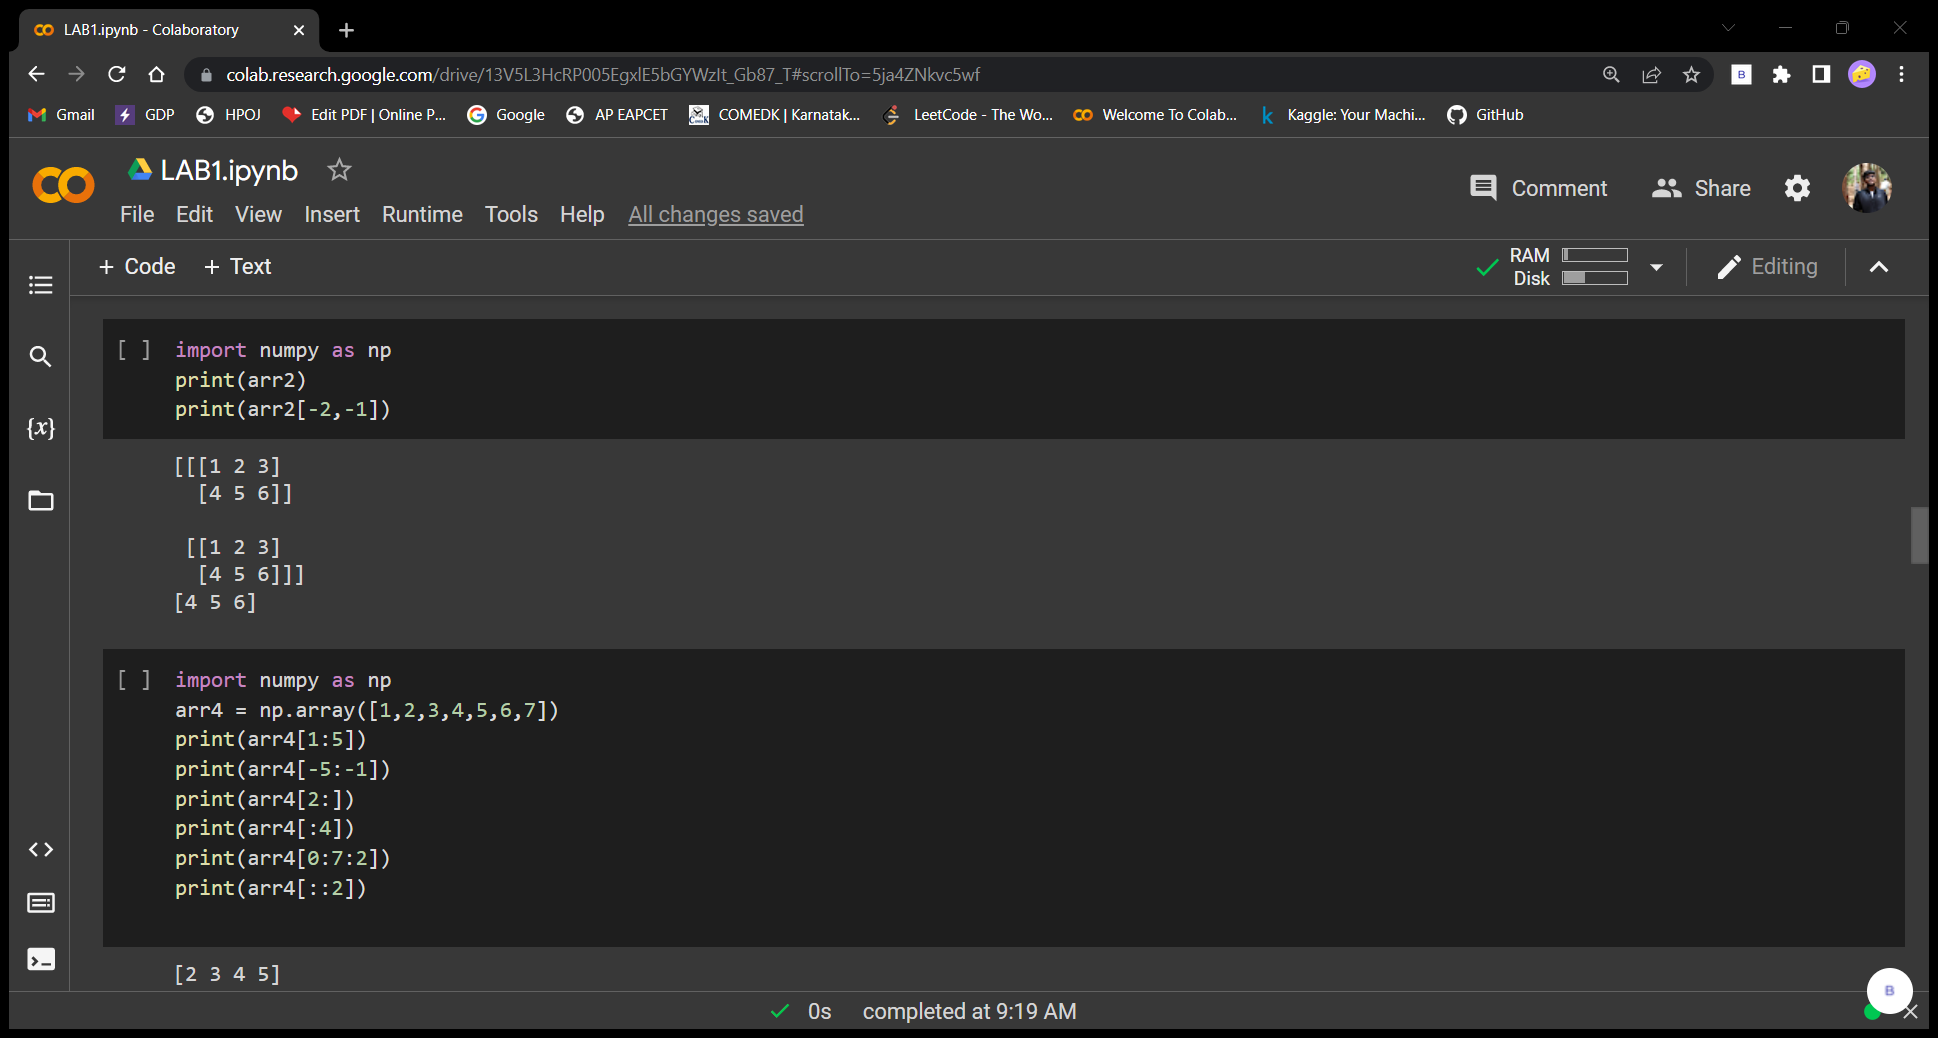 LAB1.ipynb - Colaboratory
colab.research.google.com/drive/13V5L3HcRP005EgxlE5bGYWzIt_Gb87_T#scrollTo=5ja4ZNkvc5wf
Gmail GDP HPOJ Edit PDF | Online P... Google AP EAPCET COMEDK | Karnatak... LeetCode - The Wo... Welcome To Colab... Kaggle: Your Machi... GitHub
LAB1.ipynb
Comment Share
File Edit View Insert Runtime Tools Help All changes saved
+ Code + Text
RAM
Disk
Editing
[ ] import numpy as np
print(arr2)
print(arr2[-2,-1])
{x}
[[[1 2 3]
[4 5 6]]
[[1 2 3]
[4 5 6]]]
[4 5 6]
[ ] import numpy as np
arr4 = np.array([1,2,3,4,5,6,7])
print(arr4[1:5])
print(arr4[-5:-1])
print(arr4[2:])
print(arr4[:4])
print(arr4[0:7:2])
print(arr4[::2])
[2 3 4 5]
0s completed at 9:19 AM
B